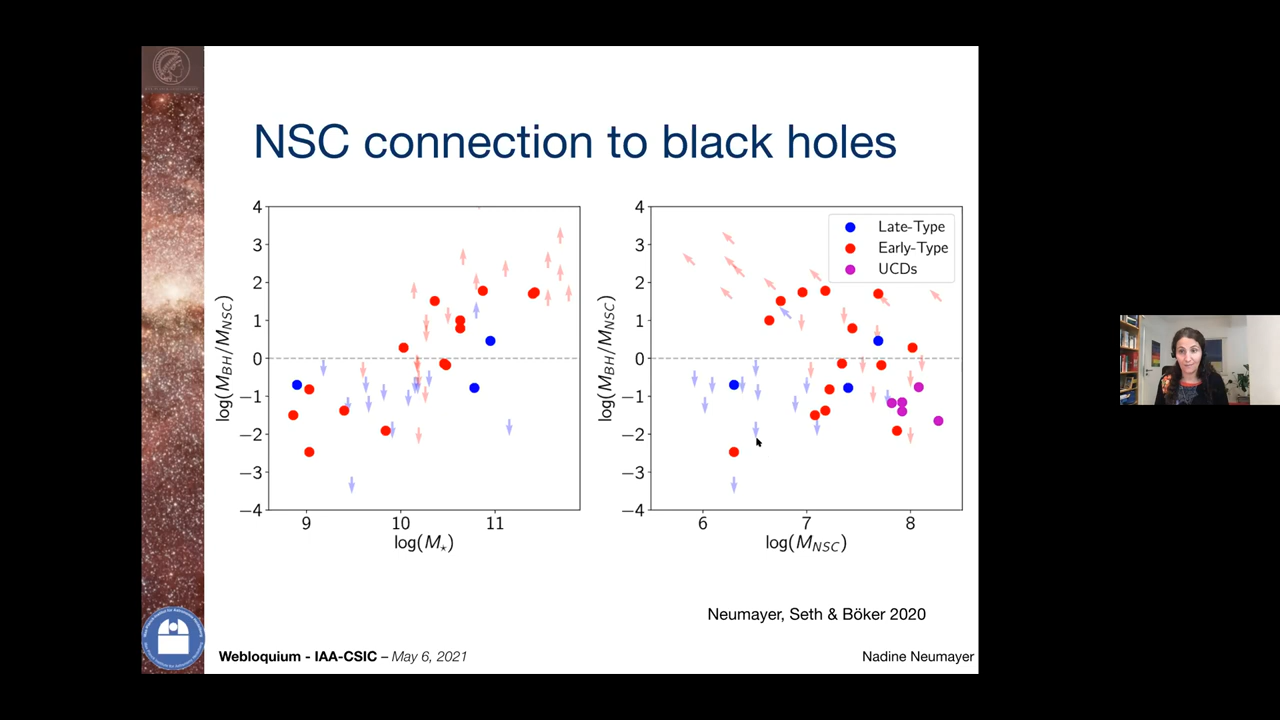 NSC connection to black holes
4
3
2
1
0
−1
−2
−3
−4
log(M_BH/M_NSC)
9 10 11
log(M⋆)
4
3
2
1
0
−1
−2
−3
−4
log(M_BH/M_NSC)
6 7 8
log(M_NSC)
Late-Type
Early-Type
UCDs
Neumayer, Seth & Böker 2020
Webloquium - IAA-CSIC – May 6, 2021
Nadine Neumayer